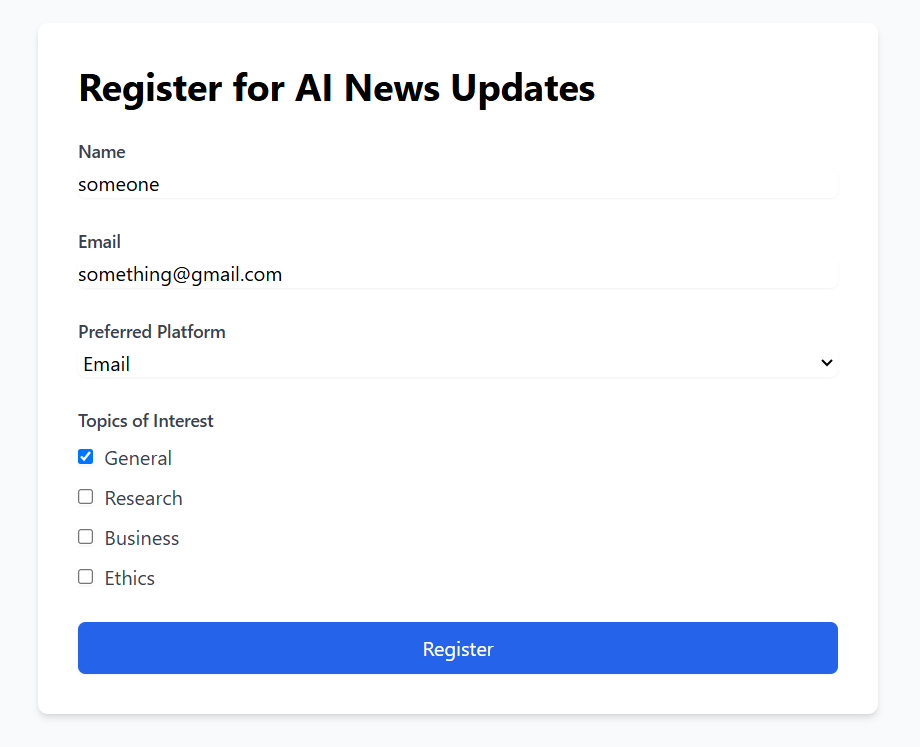 Register for AI News Updates
Name
someone
Email
something@gmail.com
Preferred Platform
Email
Topics of Interest
General
Research
Business
Ethics
Register